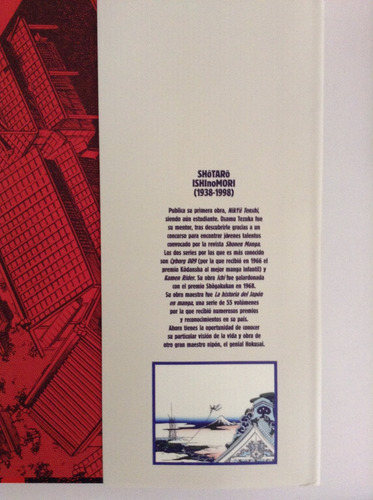 SHôTARô
ISHInoMORI
(1938-1998)
Publica su primera obra, Nikyû Tenshi,
siendo aún estudiante. Osamu Tezuka fue
su mentor, tras descubrirle gracias a un
concurso para encontrar jóvenes talentos
convocado por la revista Shonen Manga.
Las dos series por las que es más conocido
son Cyborg 009 (por la que recibió en 1966 el
premio Kôdansha al mejor manga infantil) y
Kamen Rider. Su obra Ichi fue galardonada
con el premio Shôgakukan en 1968.
Su obra maestra fue La historia del Japón
en manga, una serie de 55 volúmenes
por la que recibió numerosos premios
y reconocimientos en su país.
Ahora tienes la oportunidad de conocer
su particular visión de la vida y obra de
otro gran maestro nipón, el genial Hokusai.